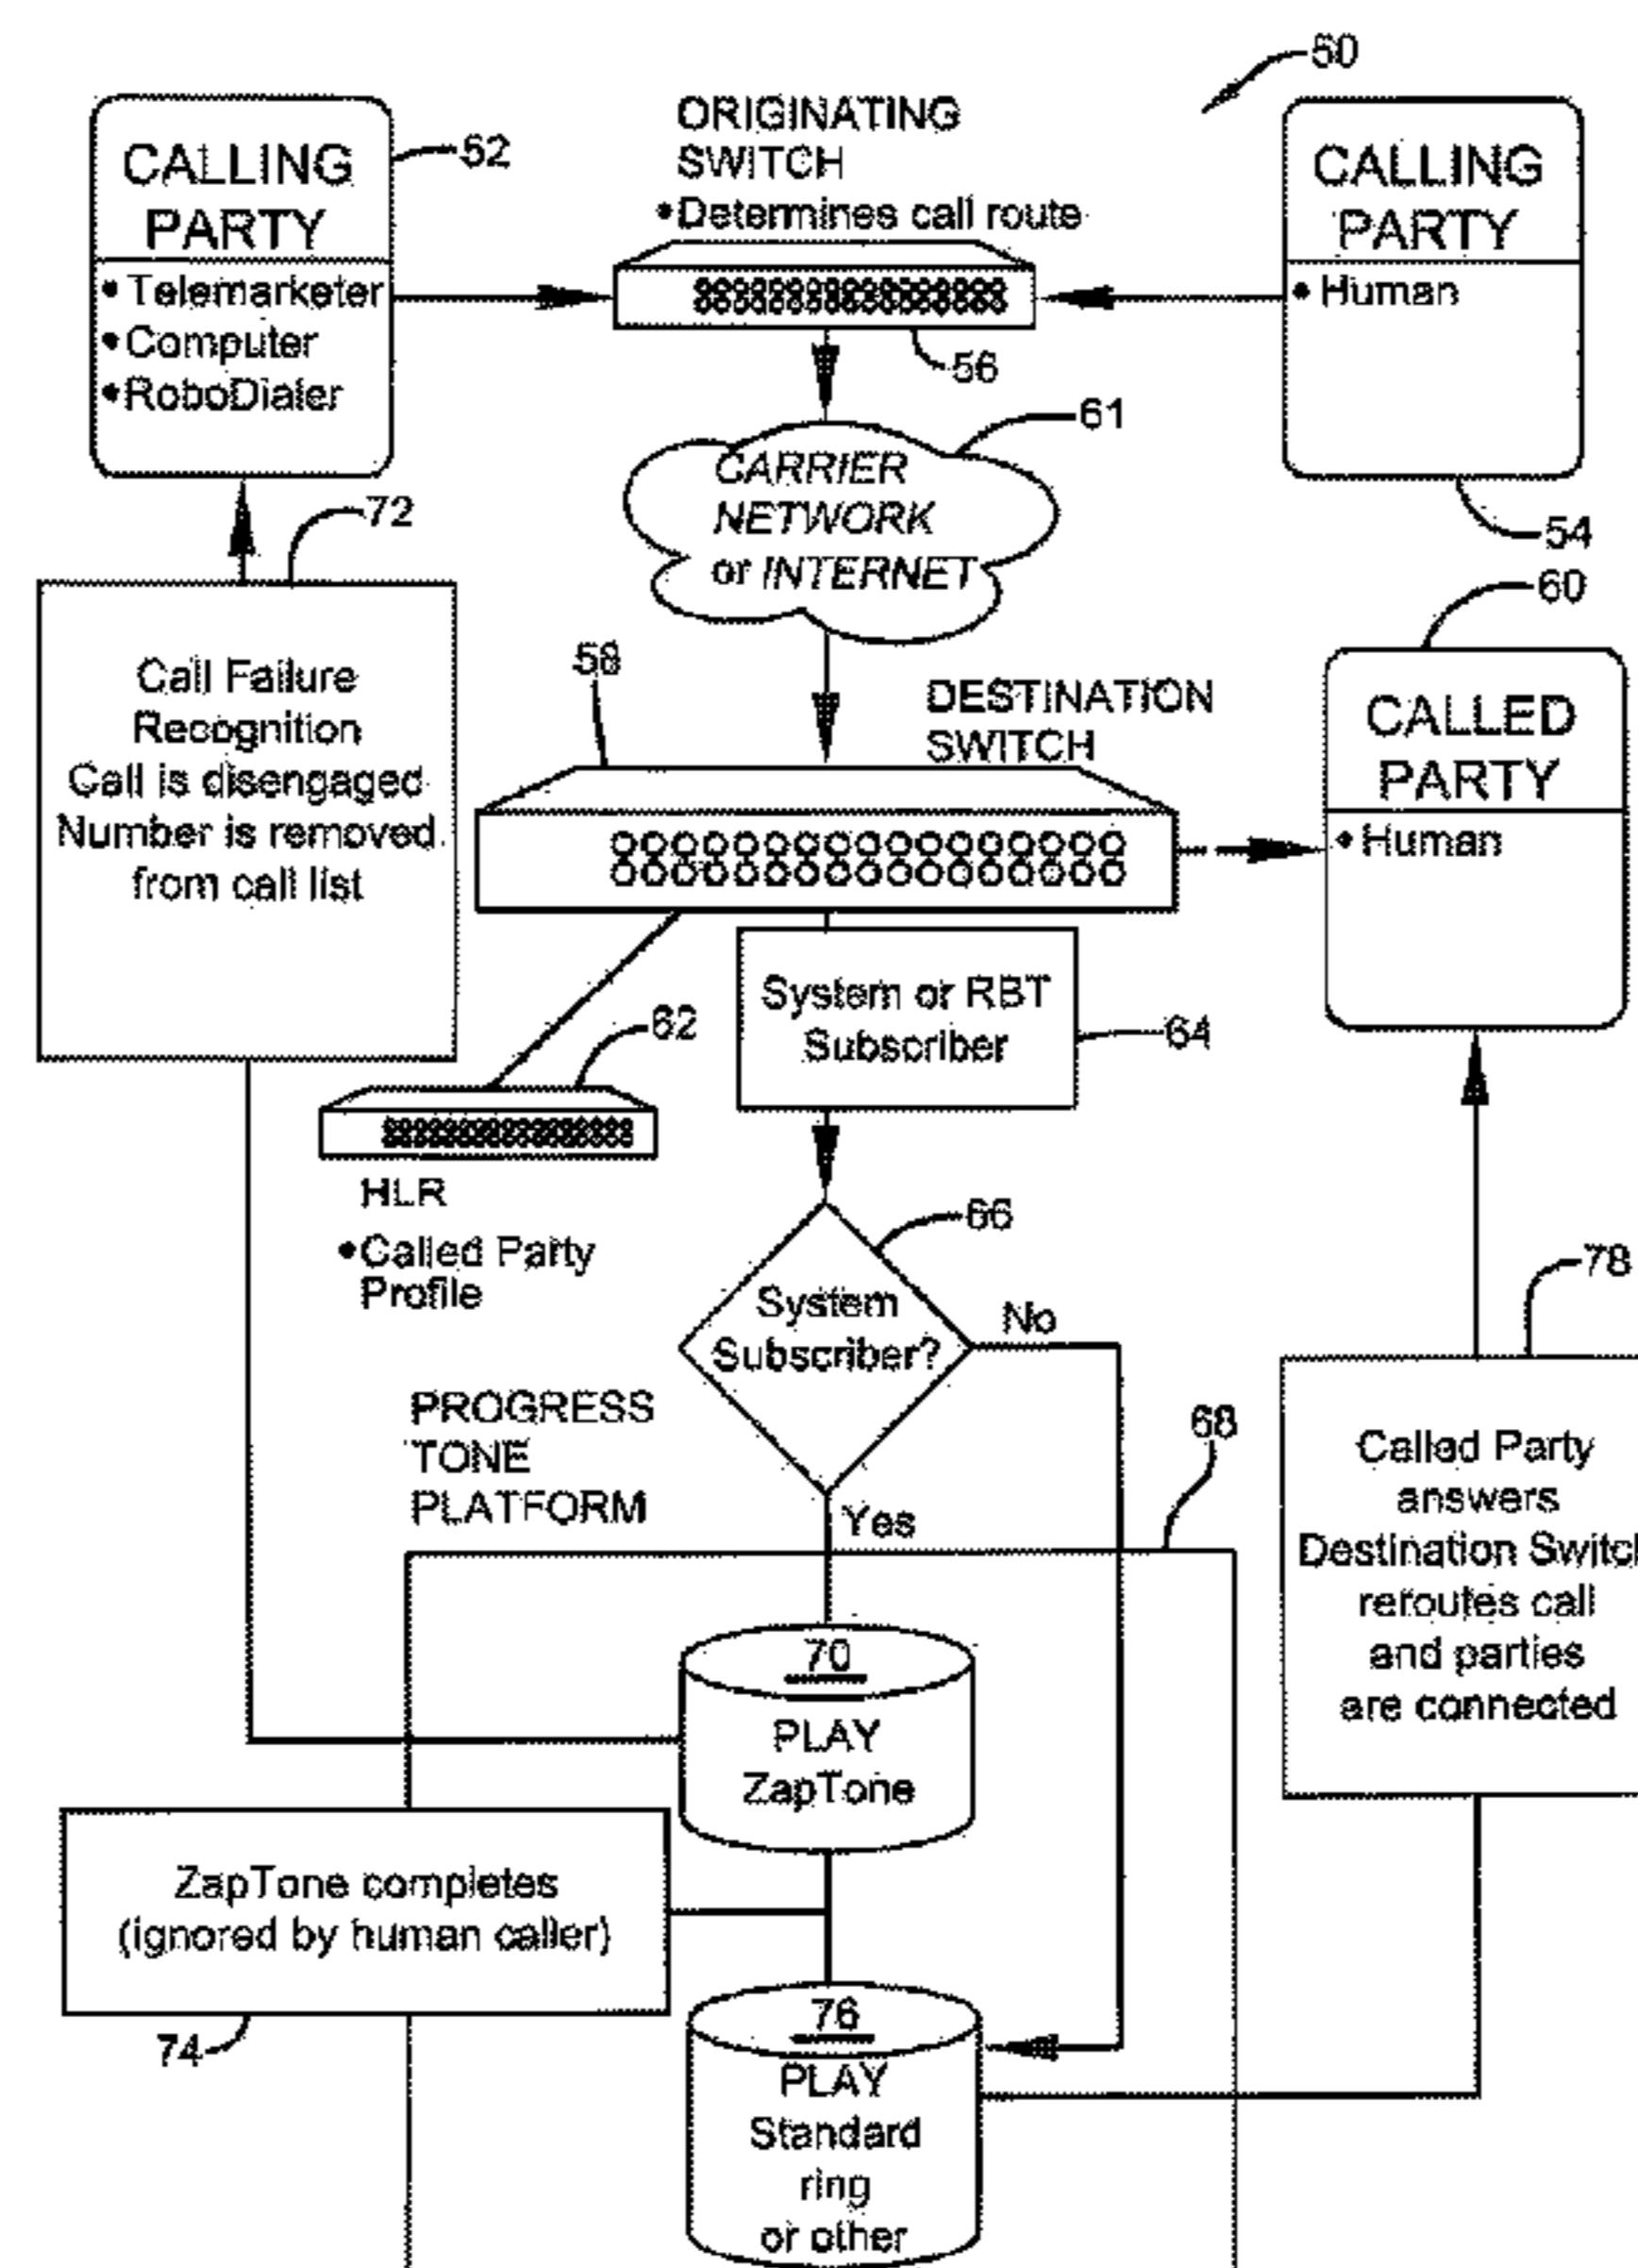 50
CALLING
PARTY
• Telemarketer
• Computer
• RoboDialer
52
ORIGINATING
SWITCH
• Determines call route
56
CALLING
PARTY
• Human
54
61
CARRIER
NETWORK
or INTERNET
72
Call Failure
Recognition
Call is disengaged
Number is removed
from call list
58
DESTINATION
SWITCH
60
CALLED
PARTY
• Human
System or RBT
Subscriber
64
62
HLR
• Called Party
Profile
66
System
Subscriber?
No
Yes
PROGRESS
TONE
PLATFORM
68
78
Called Party
answers
Destination Switch
reroutes call
and parties
are connected
70
PLAY
ZapTone
ZapTone completes
(ignored by human caller)
74
76
PLAY
Standard
ring
or other